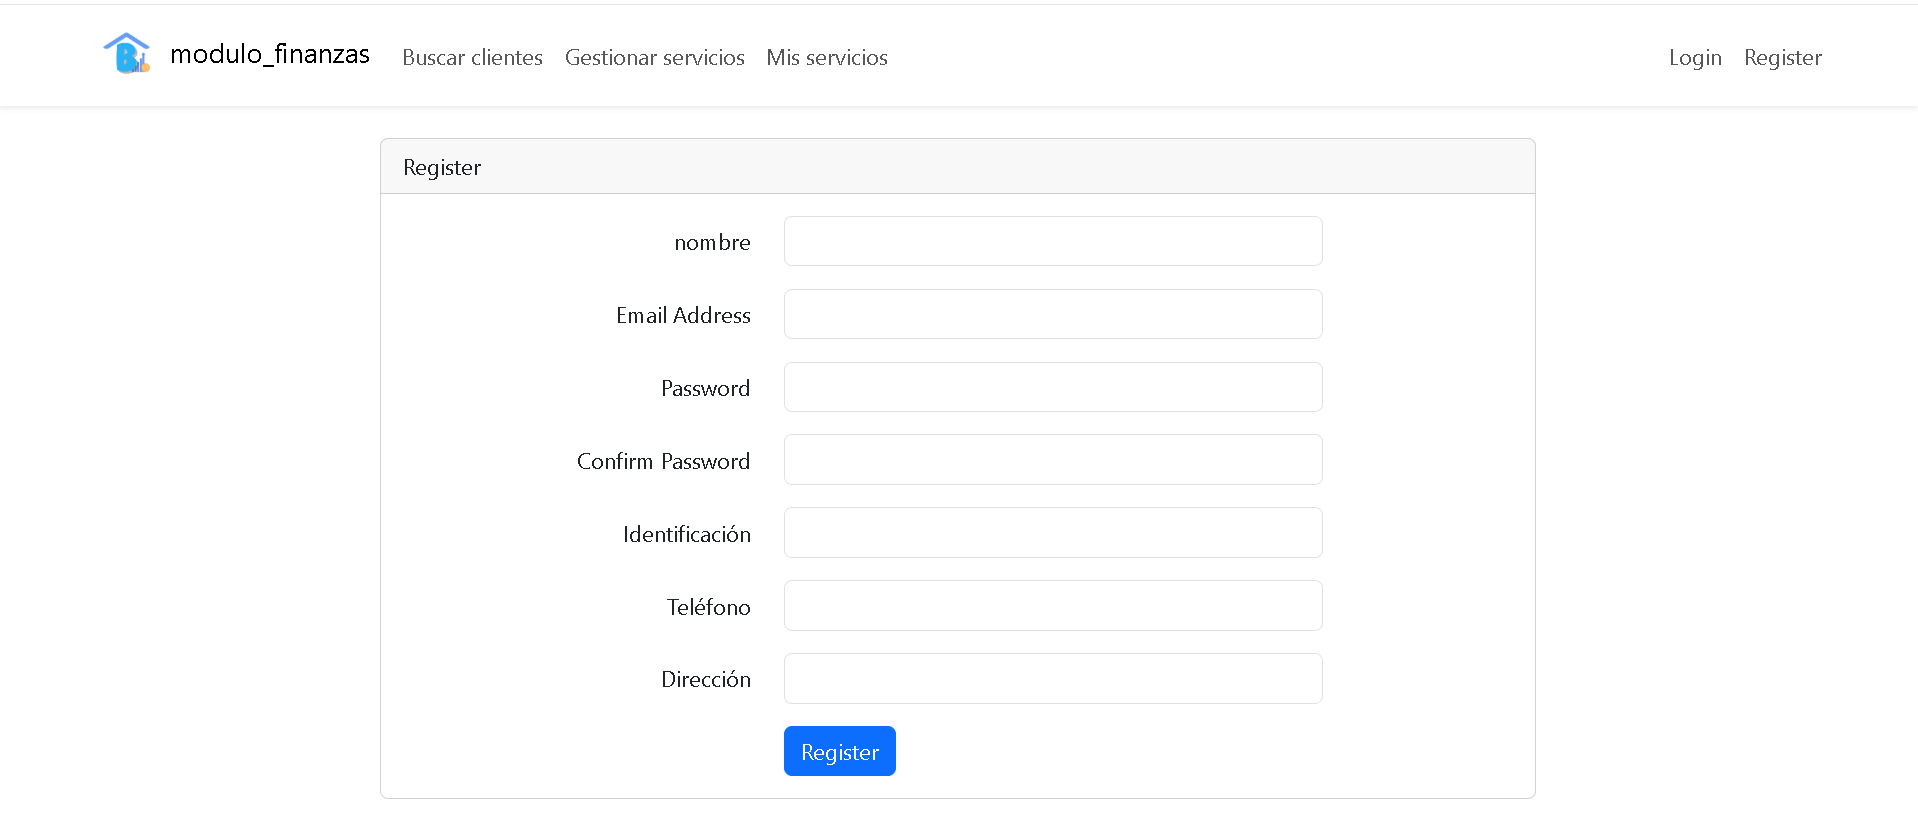 modulo_finanzas Buscar clientes Gestionar servicios Mis servicios Login Register
Register
nombre
Email Address
Password
Confirm Password
Identificación
Teléfono
Dirección
Register